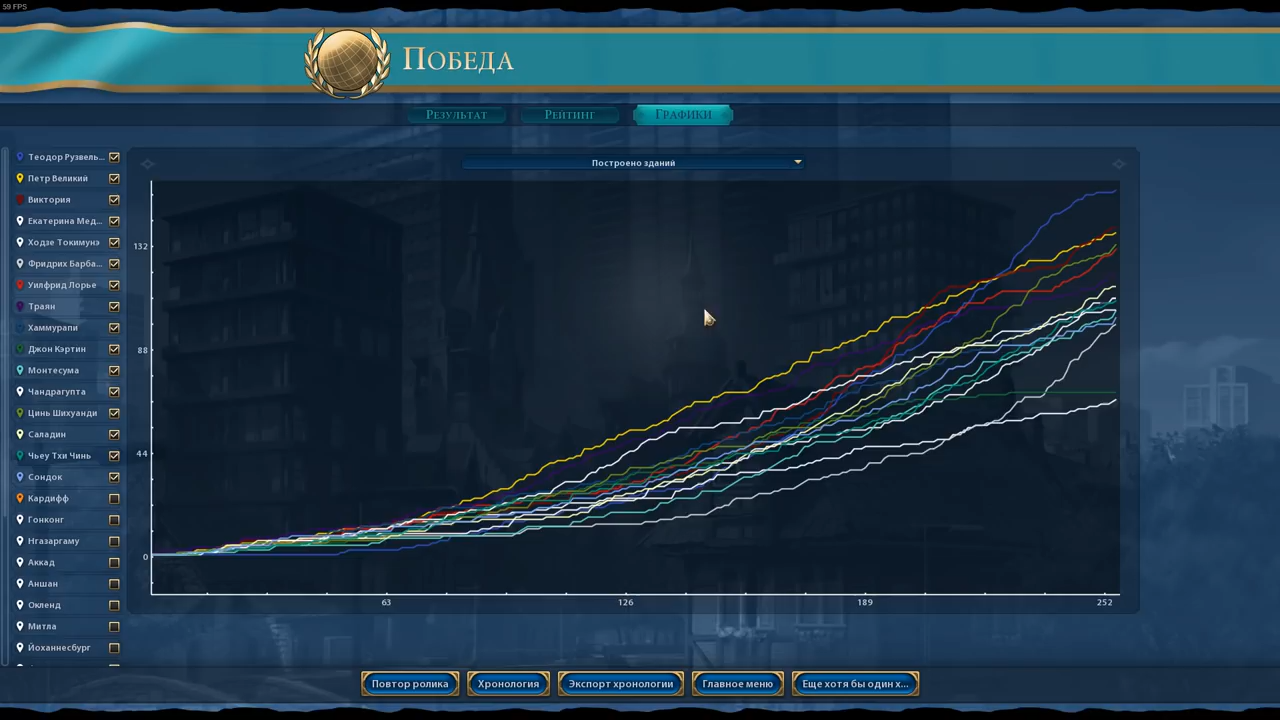 59 FPS
Победа
Результат
Рейтинг
Графики
Построено зданий
Теодор Рузвель...
Петр Великий
Виктория
Екатерина Мед...
Ходзе Токимунэ
Фридрих Барба...
Уилфрид Лорье
Траян
Хаммурапи
Джон Кэртин
Монтесума
Чандрагупта
Цинь Шихуанди
Саладин
Чьеу Тхи Чинь
Сондок
Кардифф
Гонконг
Нгазаргаму
Аккад
Аншан
Окленд
Митла
Йоханнесбург
132
88
44
0
63
126
189
252
Повтор ролика
Хронология
Экспорт хронологии
Главное меню
Еще хотя бы один х...